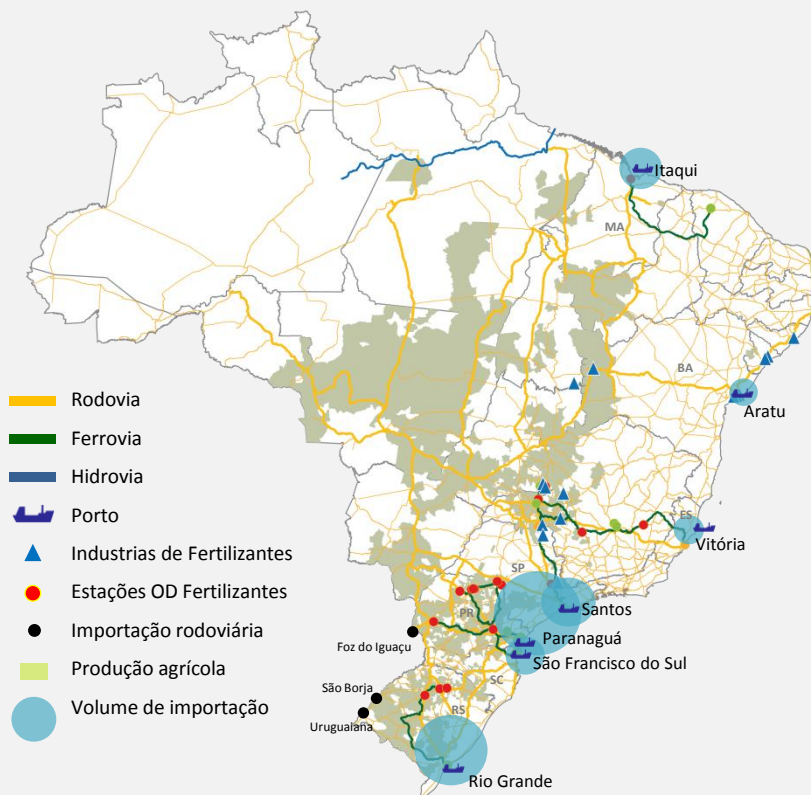 Itaqui
MA
BA
Aratu
Rodovia
Ferrovia
Hidrovia
Porto
Industrias de Fertilizantes
Estações OD Fertilizantes
Importação rodoviária
Produção agrícola
Volume de importação
ES
Vitória
SP
Santos
PR
Paranaguá
Foz do Iguaçu
São Francisco do Sul
SC
São Borja
RS
Uruguaiana
Rio Grande